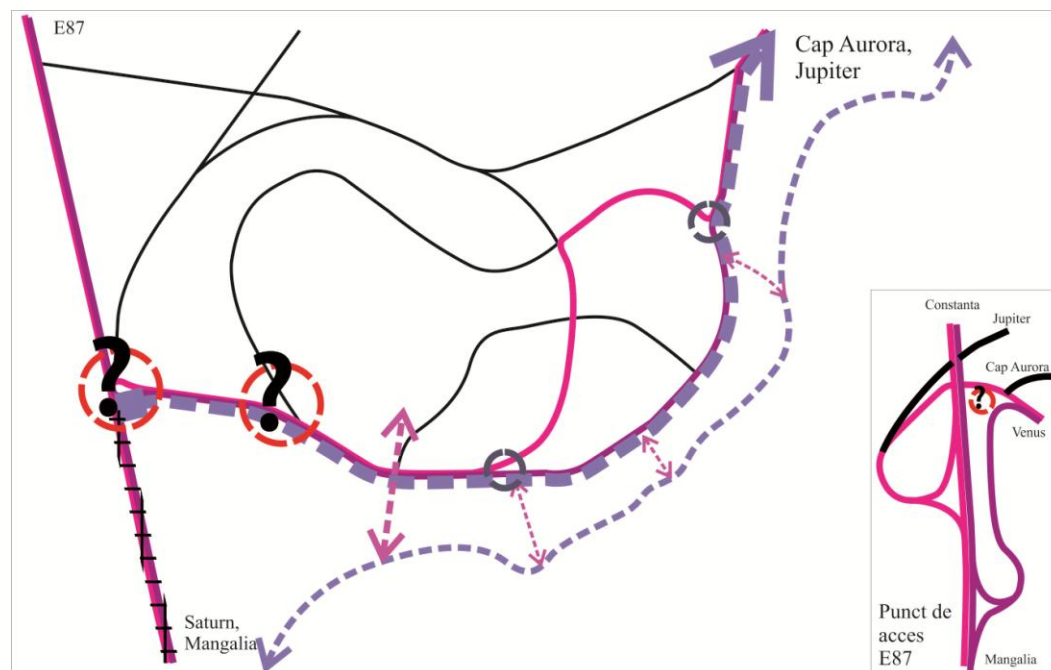 E87
Cap Aurora,
Jupiter
?
?
Saturn,
Mangalia
Constanta
Jupiter
Cap Aurora
?
Venus
Punct de
acces
E87
Mangalia